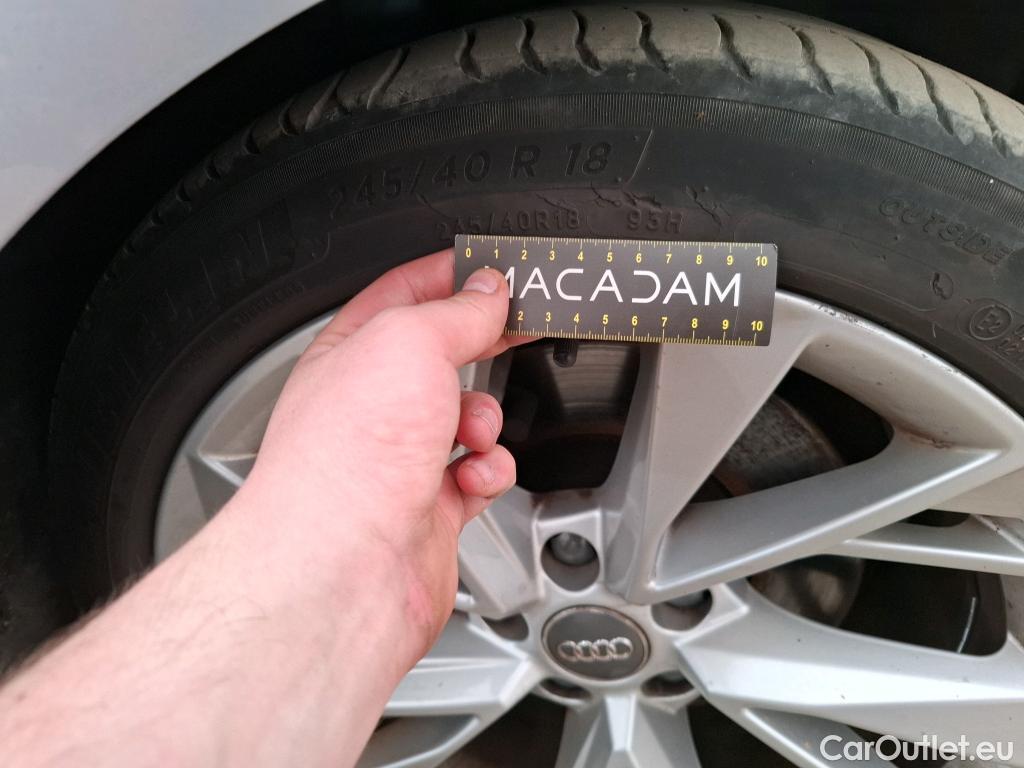 245/40 R 18
245/40R18 93H
OUTSIDE
E2
0 1 2 3 4 5 6 7 8 9 10
MACADAM
2 3 4 5 6 7 8 9 10
CarOutlet.eu